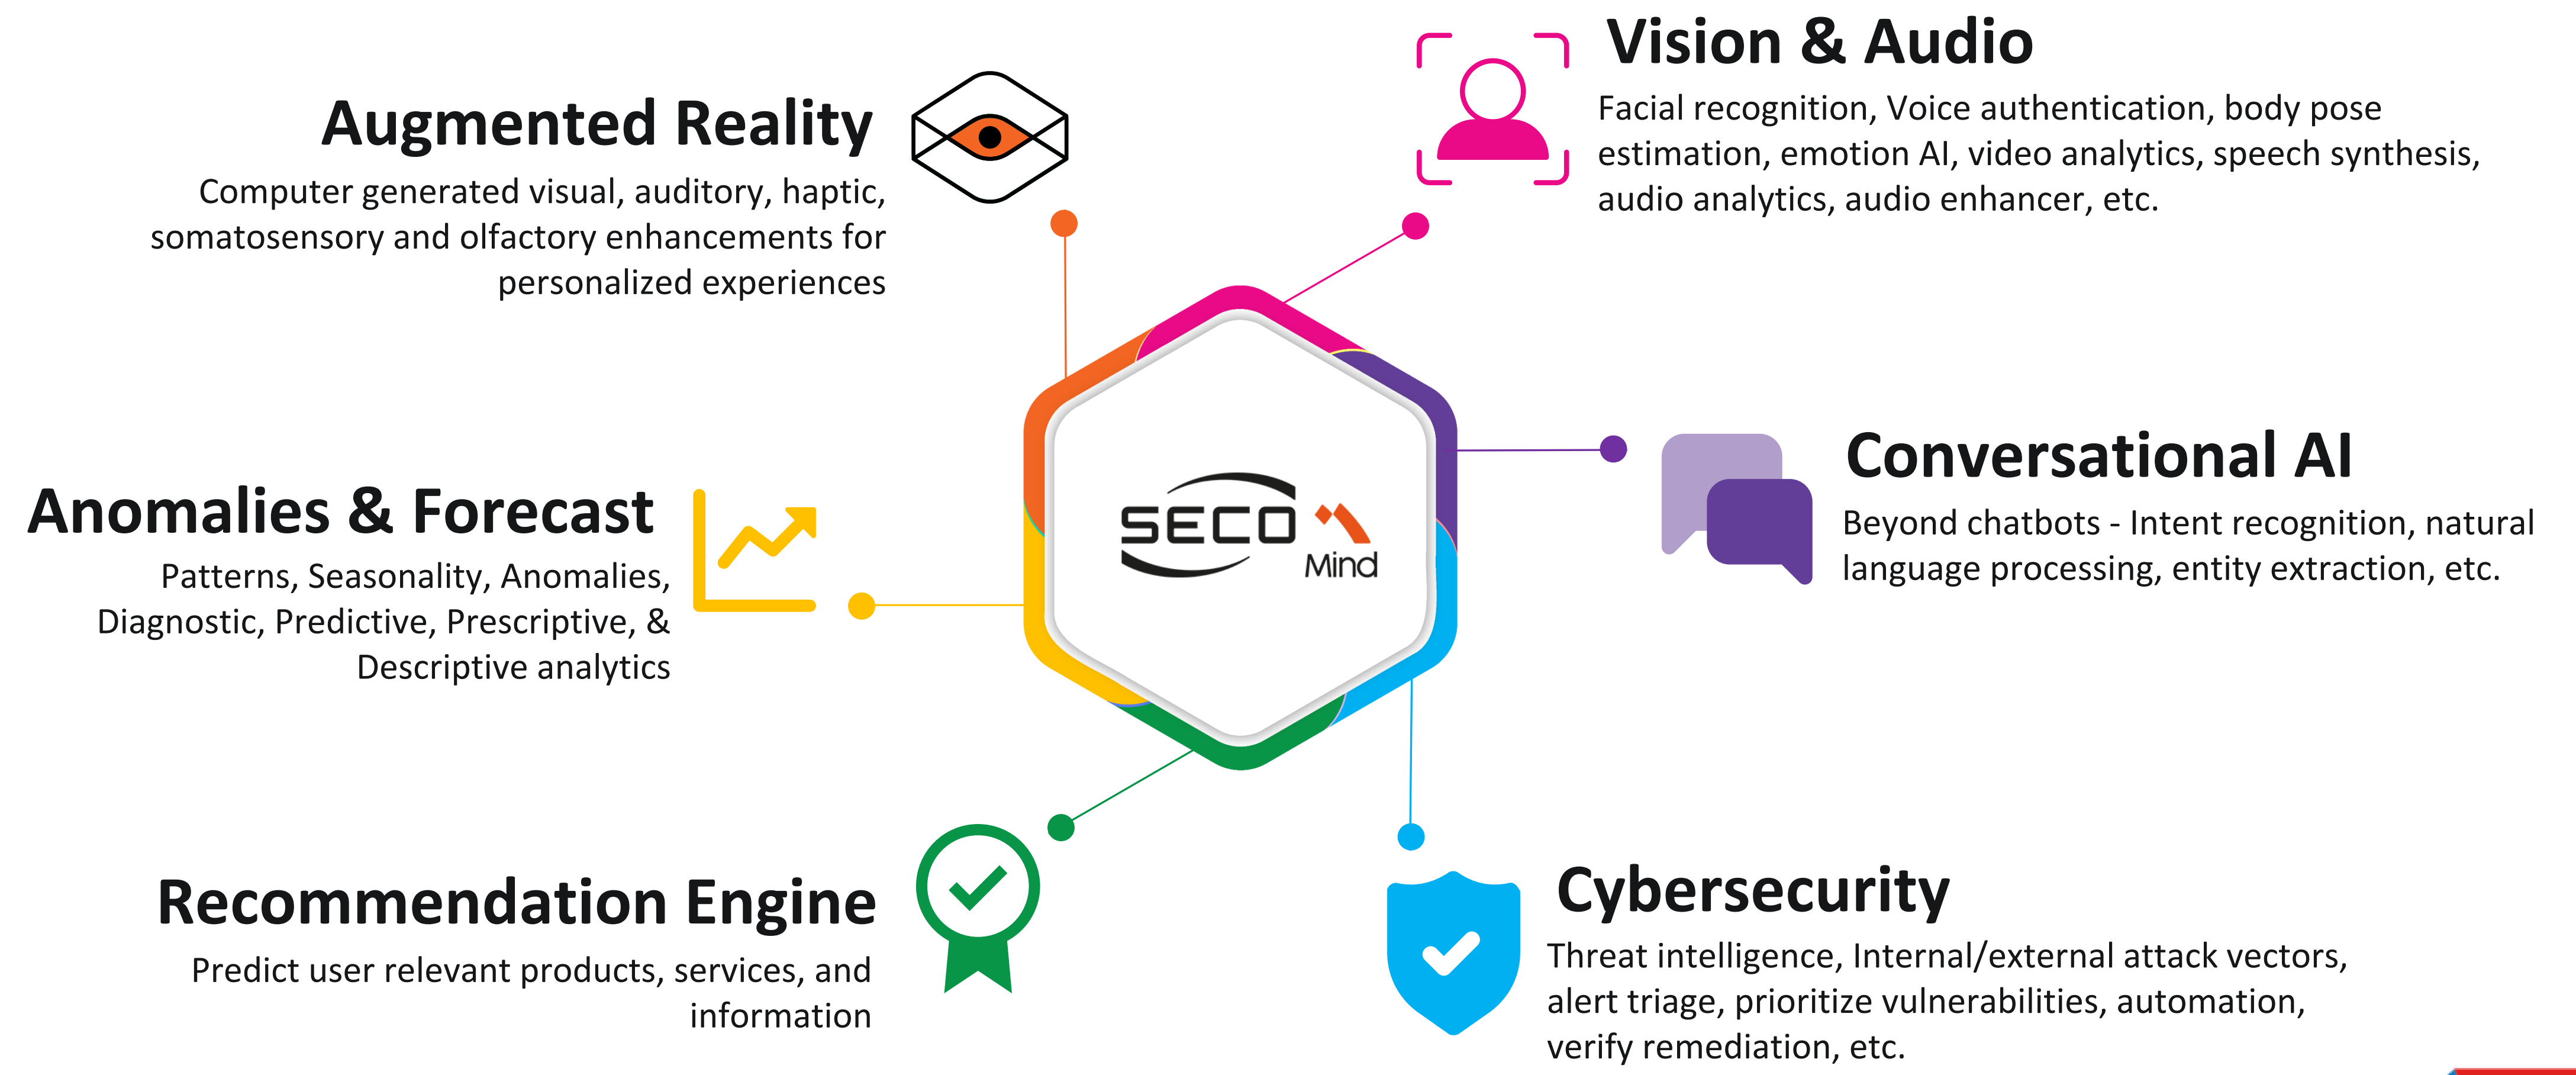 Augmented Reality
Computer generated visual, auditory, haptic,
somatosensory and olfactory enhancements for
personalized experiences
Vision & Audio
Facial recognition, Voice authentication, body pose
estimation, emotion AI, video analytics, speech synthesis,
audio analytics, audio enhancer, etc.
Anomalies & Forecast
Patterns, Seasonality, Anomalies,
Diagnostic, Predictive, Prescriptive, &
Descriptive analytics
SECO
Mind
Conversational AI
Beyond chatbots - Intent recognition, natural
language processing, entity extraction, etc.
Recommendation Engine
Predict user relevant products, services, and
information
Cybersecurity
Threat intelligence, Internal/external attack vectors,
alert triage, prioritize vulnerabilities, automation,
verify remediation, etc.